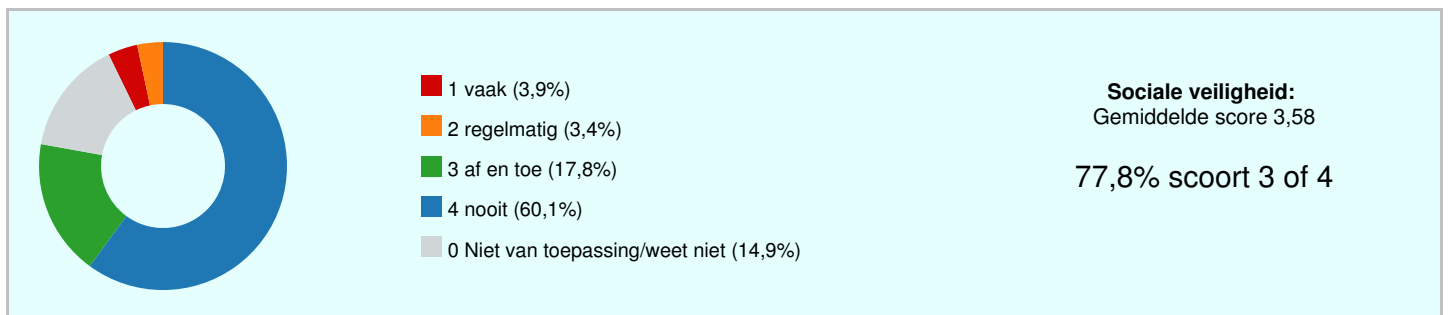 1 vaak (3,9%)
2 regelmatig (3,4%)
3 af en toe (17,8%)
4 nooit (60,1%)
0 Niet van toepassing/weet niet (14,9%)
Sociale veiligheid:
Gemiddelde score 3,58
77,8% scoort 3 of 4